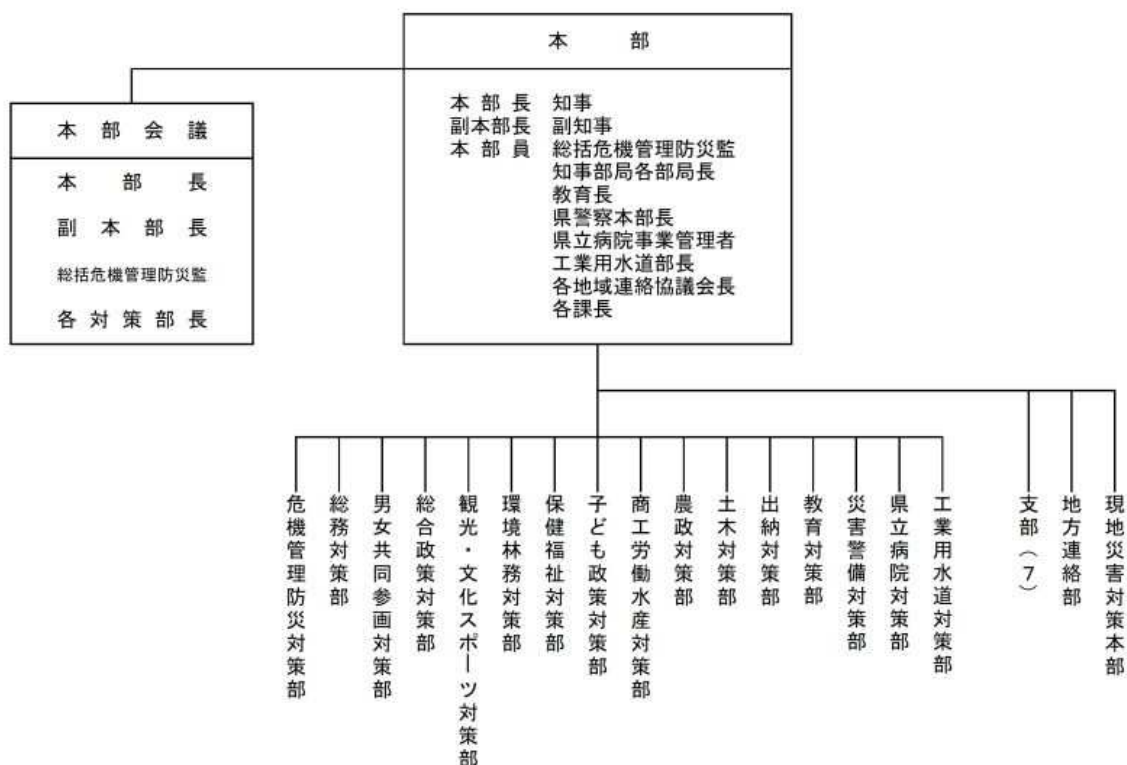 本部
本部長 知事
副本部長 副知事
本部員 総括危機管理防災監
知事部局各部局長
教育長
県警察本部長
県立病院事業管理者
工業用水道部長
各地域連絡協議会長
各課長
本部会議
本部長
副本部長
総括危機管理防災監
各対策部長
危機管理防災対策部
総務対策部
男女共同参画対策部
総合政策対策部
観光・文化スポーツ対策部
環境林務対策部
保健福祉対策部
子ども政策対策部
商工労働水産対策部
農政対策部
土木対策部
出納対策部
教育対策部
災害警備対策部
県立病院対策部
工業用水道対策部
支部(7)
地方連絡部
現地災害対策本部